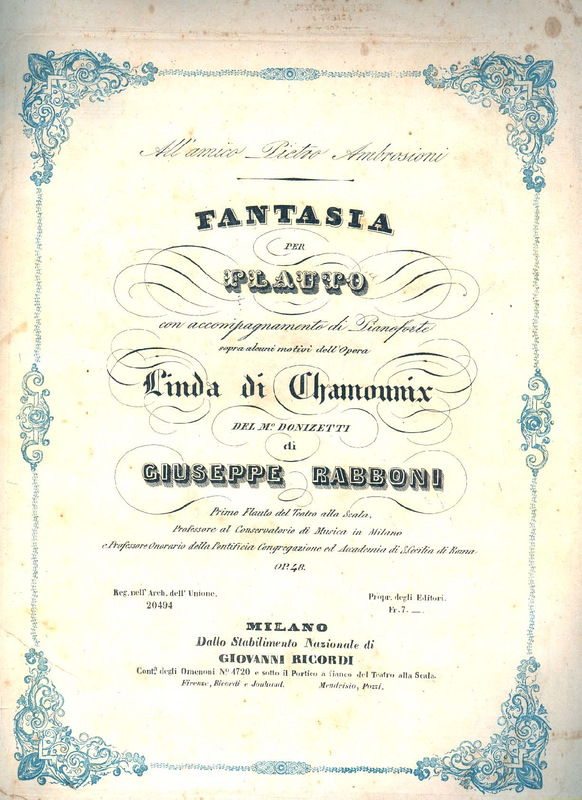 All'amico Pietro Ambrosioni
FANTASIA
PER
FLAUTO
con accompagnamento di Pianoforte
sopra alcuni motivi dell'Opera
Linda di Chamounix
DEL Mº. DONIZETTI
di
GIUSEPPE RABBONI
Primo Flauto del Teatro alla Scala,
Professore al Conservatorio di Musica in Milano
e Professore Onorario della Pontificia Congregazione ed Accademia di S. Cecilia di Roma
OP. 48.
Reg. nell'Arch. dell'Unione. Propr. degli Editori.
20494 Fr. 7. —.
MILANO
Dallo Stabilimento Nazionale di
GIOVANNI RICORDI
Contª. degli Omenoni Nº. 1720 e sotto il Portico a fianco del Teatro alla Scala.
Firenze, Ricordi e Jouhaud. Mendrisio, Pozzi.